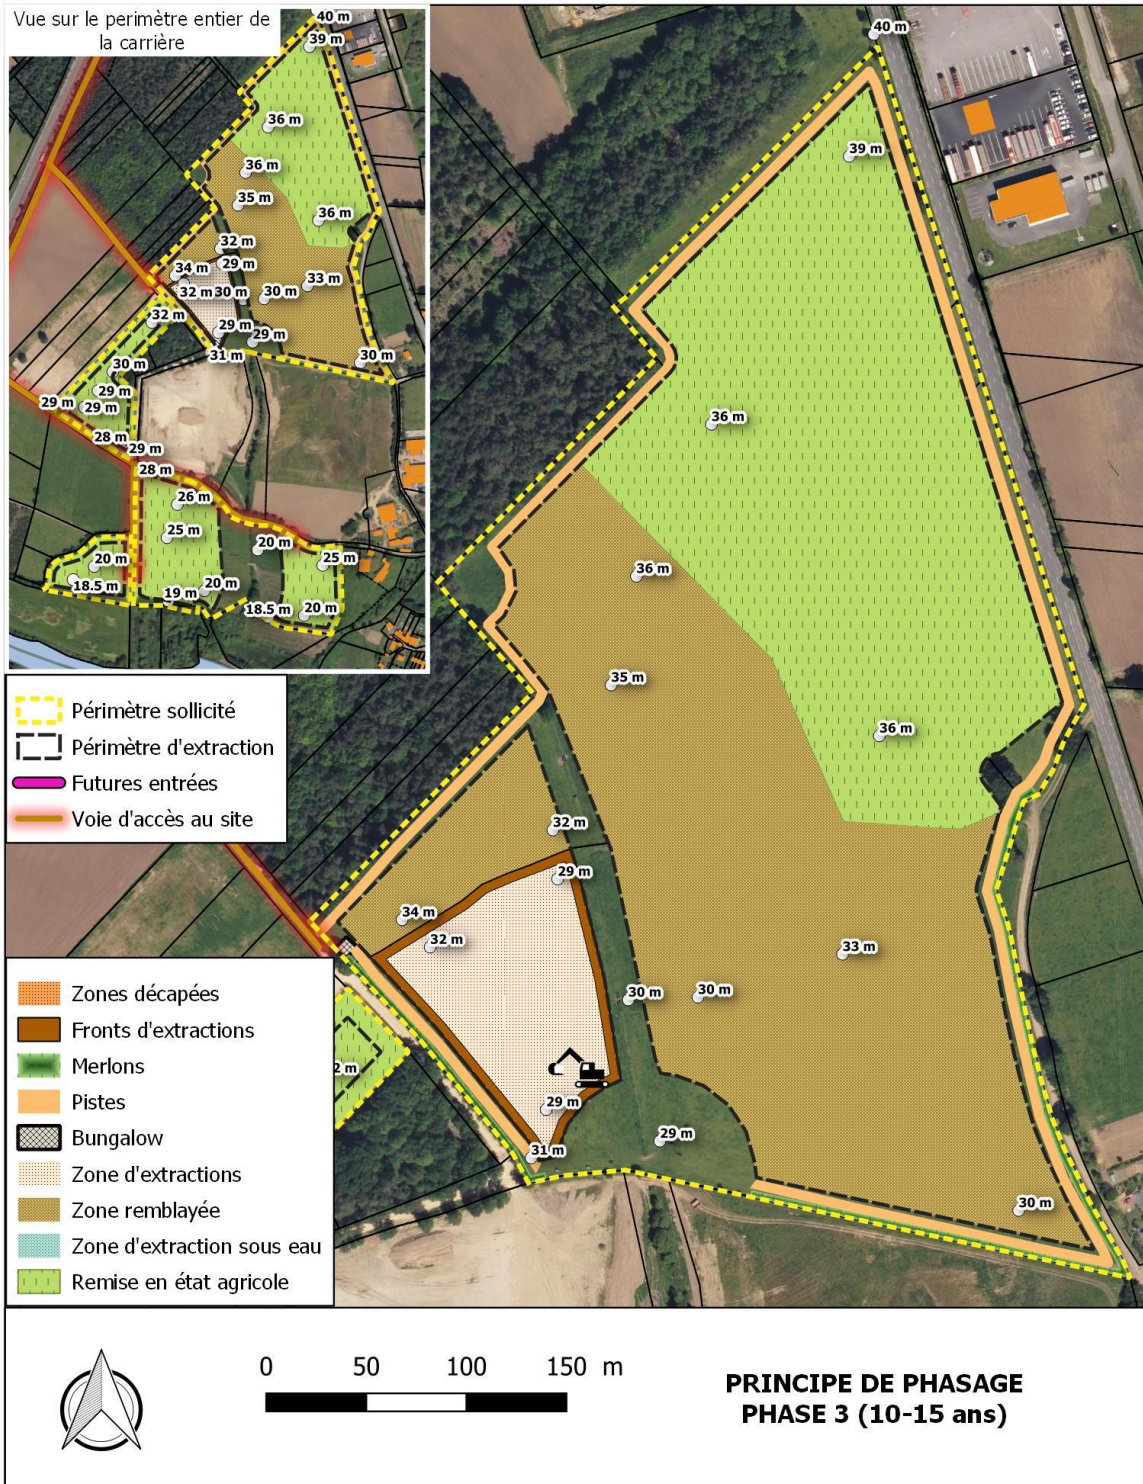 Vue sur le perimètre entier de
la carrière
40 m
39 m
36 m
36 m
35 m
36 m
32 m
29 m
34 m
33 m
32 m
30 m
30 m
32 m
29 m
29 m
31 m
30 m
30 m
29 m
29 m
29 m
28 m
29 m
28 m
26 m
25 m
20 m
25 m
20 m
18.5 m
20 m
19 m
18.5 m
20 m
Périmètre sollicité
Périmètre d'extraction
Futures entrées
Voie d'accès au site
40 m
39 m
36 m
36 m
35 m
36 m
32 m
29 m
34 m
32 m
33 m
30 m
30 m
2 m
29 m
29 m
31 m
30 m
Zones décapées
Fronts d'extractions
Merlons
Pistes
Bungalow
Zone d'extractions
Zone remblayée
Zone d'extraction sous eau
Remise en état agricole
0 50 100 150 m
PRINCIPE DE PHASAGE
PHASE 3 (10-15 ans)